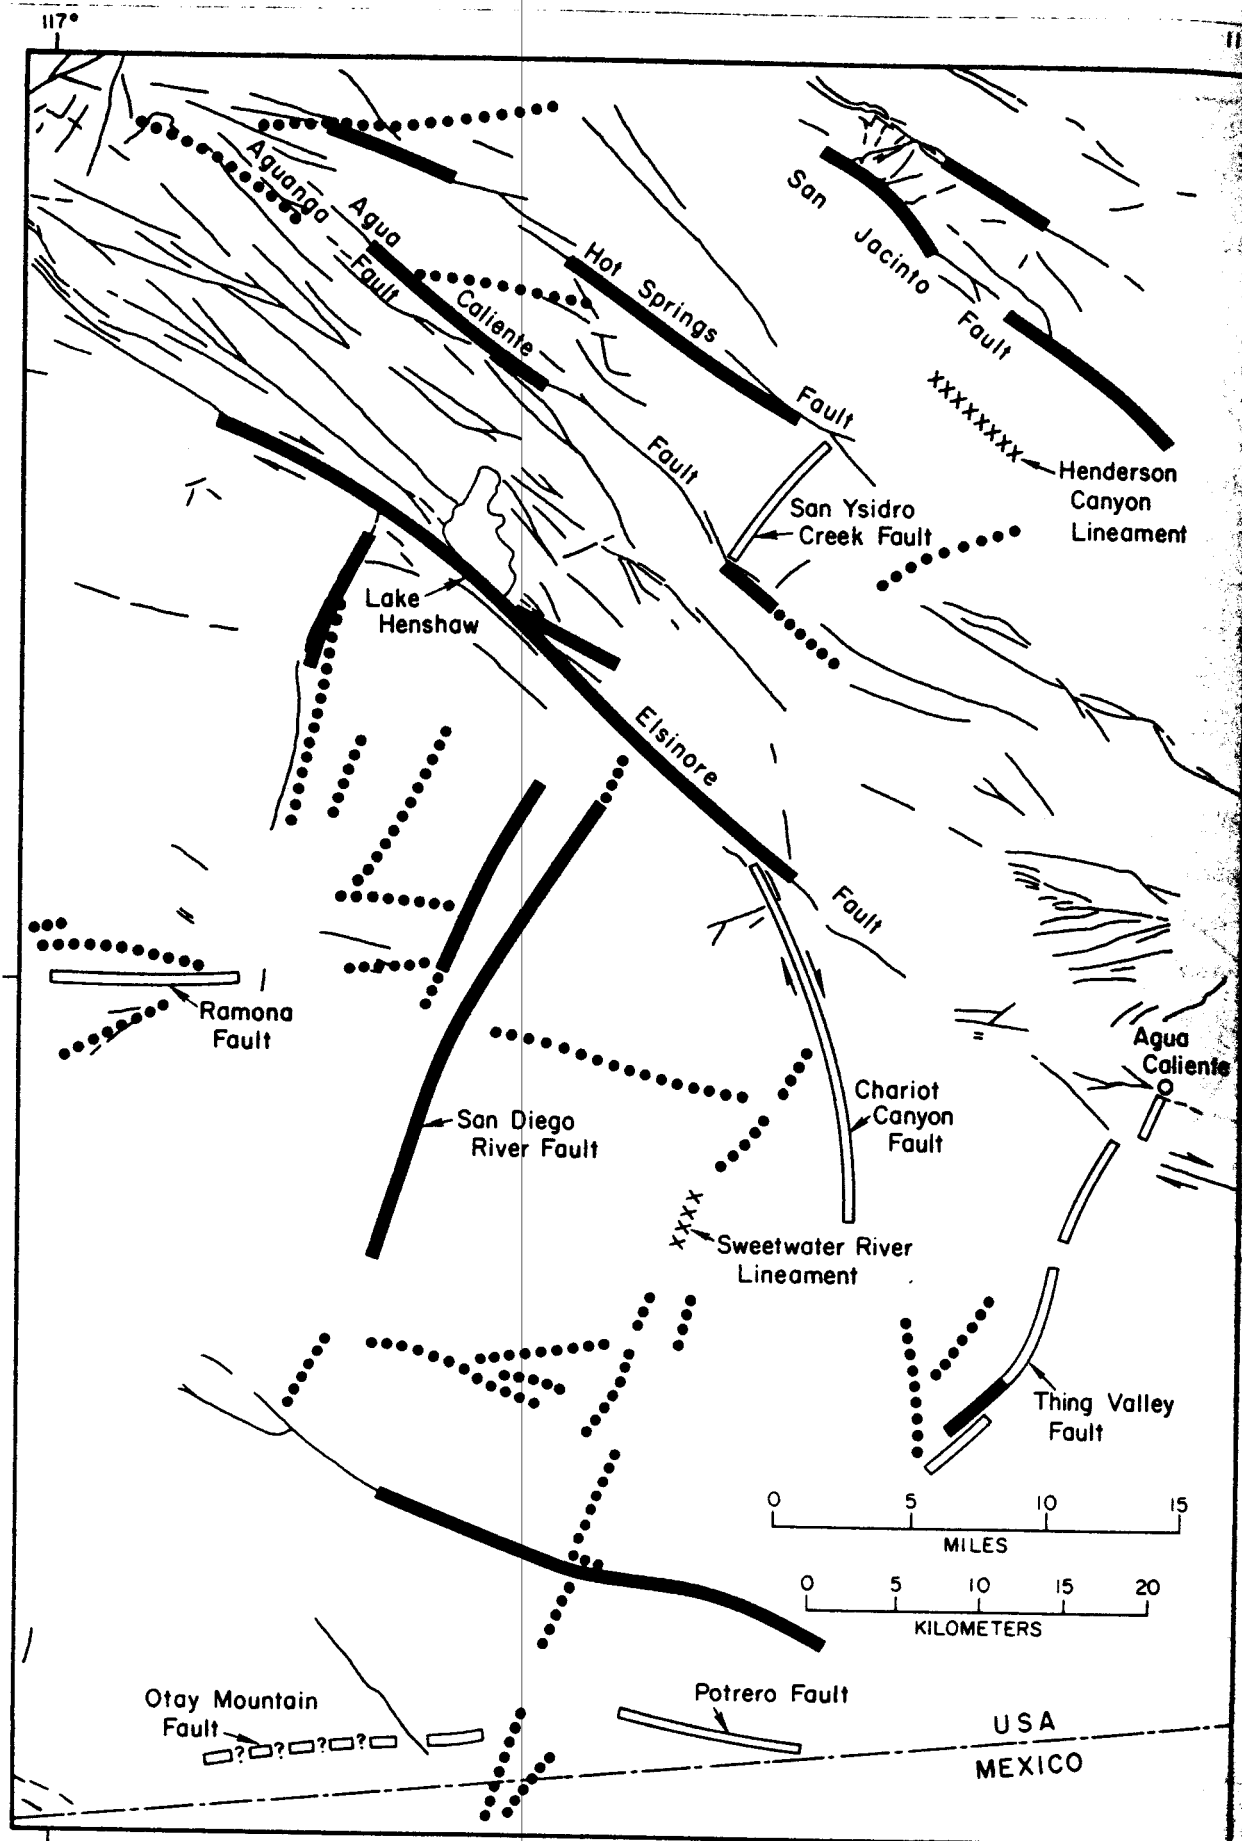 117°
11
Aguanga
Fault
Agua
Caliente
Fault
Hot
Springs
Fault
San
Jacinto
Fault
Henderson
Canyon
Lineament
San Ysidro
Creek Fault
Lake
Henshaw
Elsinore
Fault
Ramona
Fault
San Diego
River Fault
Chariot
Canyon
Fault
Agua
Caliente
Sweetwater River
Lineament
Thing Valley
Fault
0 5 10 15
MILES
0 5 10 15 20
KILOMETERS
Otay Mountain
Fault
? ? ? ?
Potrero Fault
USA
MEXICO